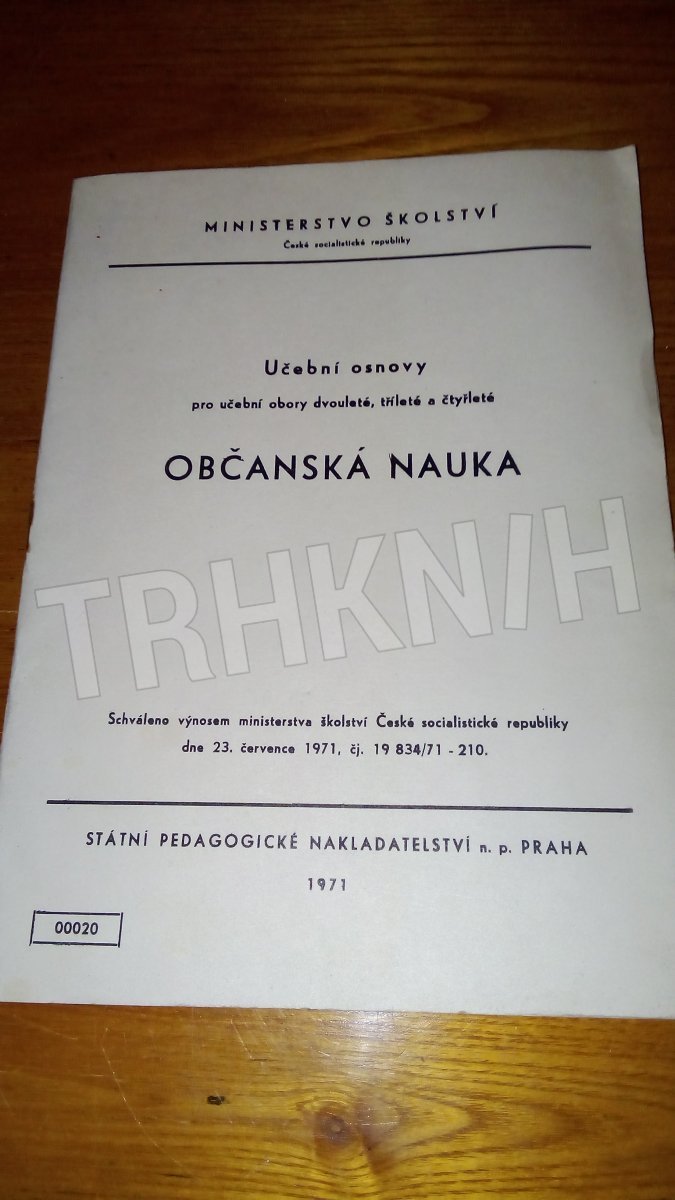 MINISTERSTVO ŠKOLSTVÍ
České socialistické republiky
Učební osnovy
pro učební obory dvouleté, tříleté a čtyřleté
OBČANSKÁ NAUKA
TRHKNIH
Schváleno výnosem ministerstva školství České socialistické republiky
dne 23. července 1971, čj. 19 834/71 - 210.
STÁTNÍ PEDAGOGICKÉ NAKLADATELSTVÍ n. p. PRAHA
1971
00020